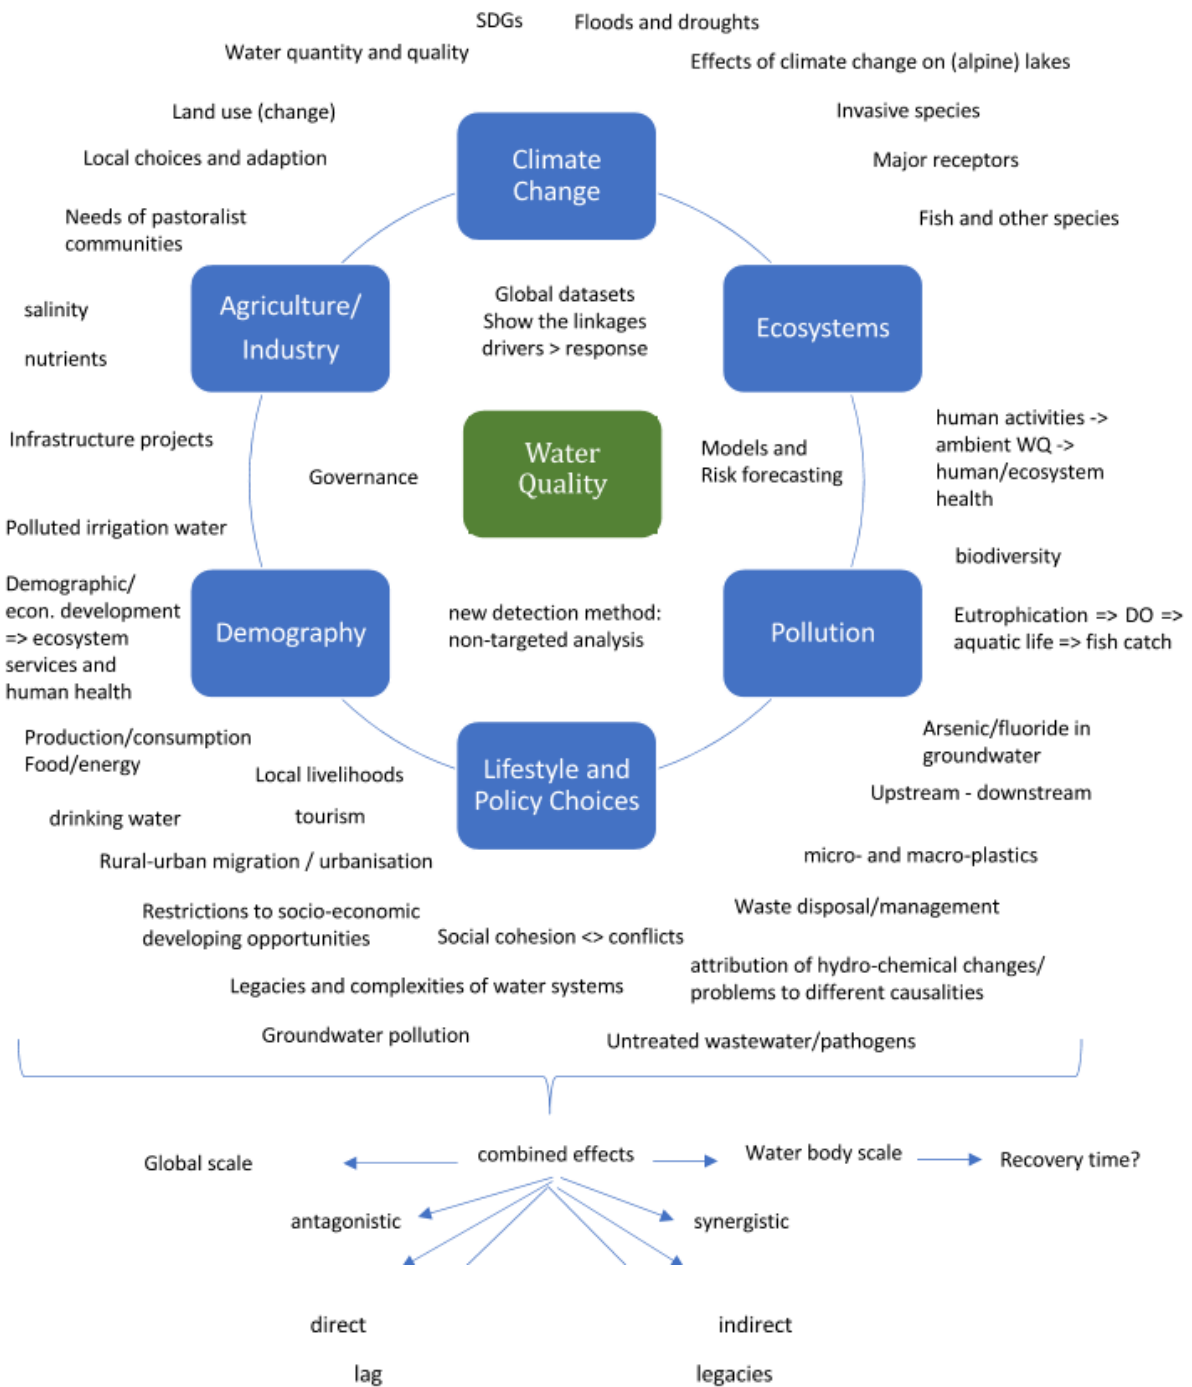 SDGs
Floods and droughts
Water quantity and quality
Effects of climate change on (alpine) lakes
Land use (change)
Invasive species
Local choices and adaption
Climate
Change
Major receptors
Needs of pastoralist
communities
Fish and other species
salinity
nutrients
Agriculture/
Industry
Global datasets
Show the linkages
drivers > response
Ecosystems
Infrastructure projects
Governance
Water
Quality
Models and
Risk forecasting
human activities ->
ambient WQ ->
human/ecosystem
health
Polluted irrigation water
biodiversity
Demographic/
econ. development
=> ecosystem
services and
human health
Demography
new detection method:
non-targeted analysis
Pollution
Eutrophication => DO =>
aquatic life => fish catch
Production/consumption
Food/energy
Local livelihoods
Lifestyle and
Policy Choices
Arsenic/fluoride in
groundwater
Upstream - downstream
drinking water
tourism
Rural-urban migration / urbanisation
micro- and macro-plastics
Restrictions to socio-economic
developing opportunities
Social cohesion <> conflicts
Waste disposal/management
Legacies and complexities of water systems
attribution of hydro-chemical changes/
problems to different causalities
Groundwater pollution
Untreated wastewater/pathogens
Global scale
combined effects
Water body scale
Recovery time?
antagonistic
synergistic
direct
indirect
lag
legacies